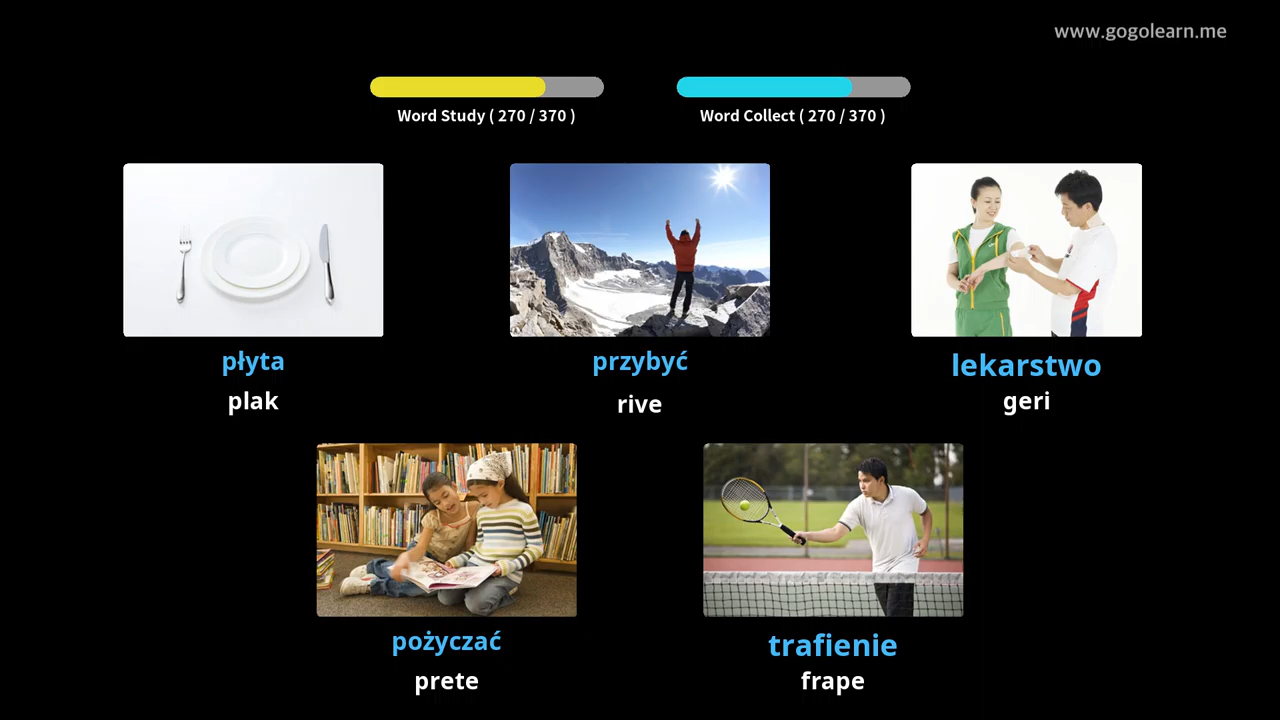 www.gogolearn.me
Word Study ( 270 / 370 )
Word Collect ( 270 / 370 )
płyta
plak
przybyć
rive
lekarstwo
geri
pożyczać
prete
trafienie
frape